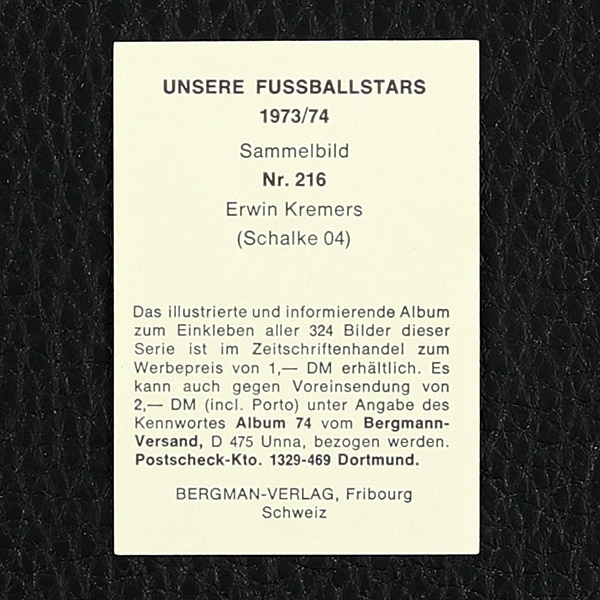 UNSERE FUSSBALLSTARS
1973/74
Sammelbild
Nr. 216
Erwin Kremers
(Schalke 04)
Das illustrierte und informierende Album
zum Einkleben aller 324 Bilder dieser
Serie ist im Zeitschriftenhandel zum
Werbepreis von 1,— DM erhältlich. Es
kann auch gegen Voreinsendung von
2,— DM (incl. Porto) unter Angabe des
Kennwortes Album 74 vom Bergmann-
Versand, D 475 Unna, bezogen werden.
Postscheck-Kto. 1329-469 Dortmund.
BERGMAN-VERLAG, Fribourg
Schweiz